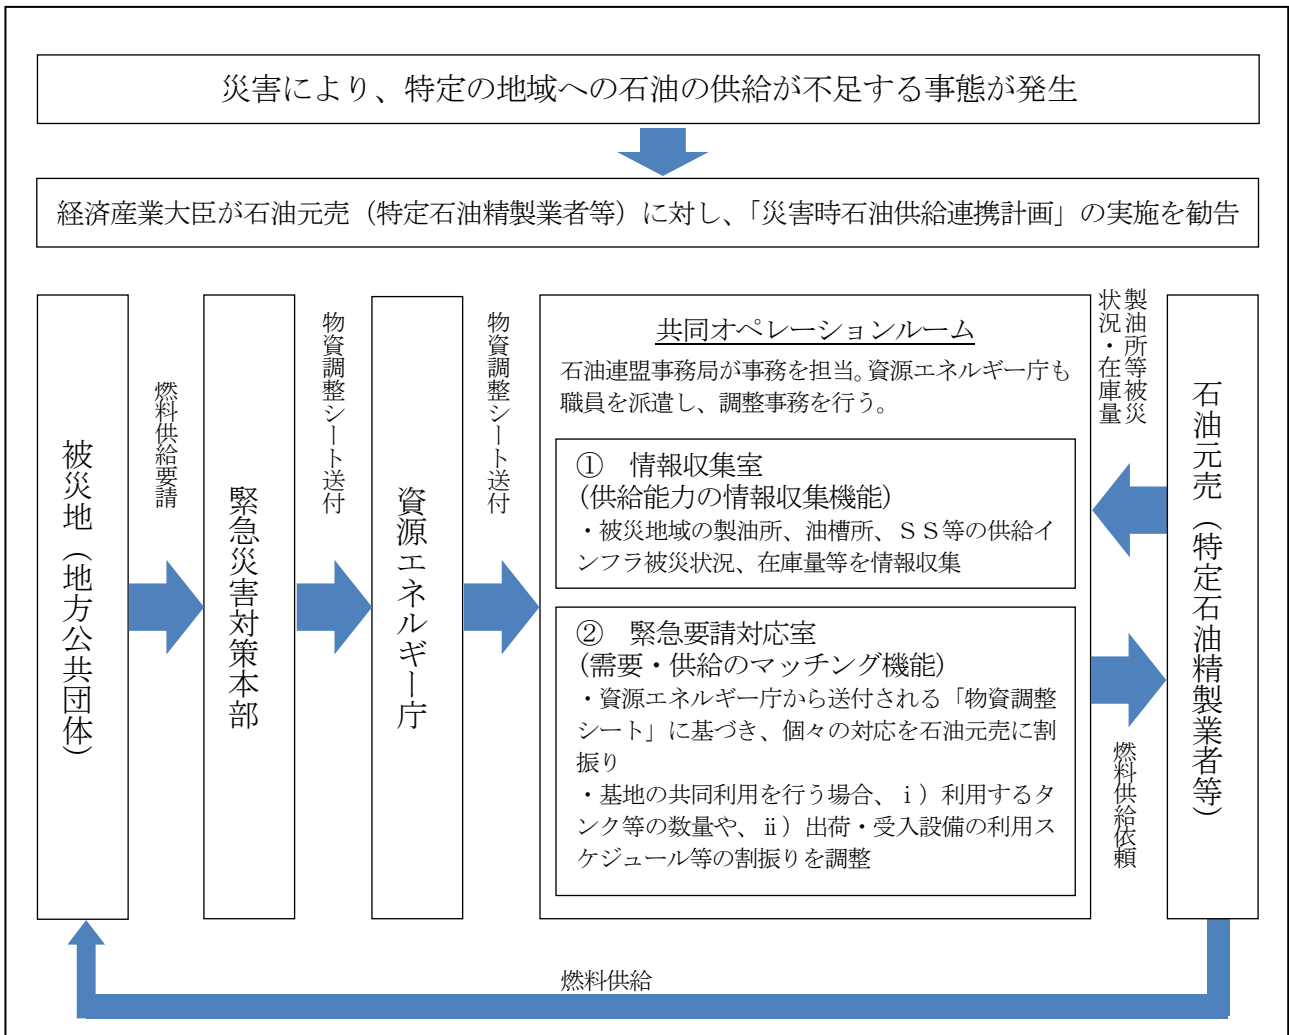 災害により、特定の地域への石油の供給が不足する事態が発生
経済産業大臣が石油元売（特定石油精製業者等）に対し、「災害時石油供給連携計画」の実施を勧告
被災地（地方公共団体）
燃料供給要請
緊急災害対策本部
物資調整シート送付
資源エネルギー庁
物資調整シート送付
共同オペレーションルーム
石油連盟事務局が事務を担当。資源エネルギー庁も
職員を派遣し、調整事務を行う。
①　情報収集室
(供給能力の情報収集機能)
・被災地域の製油所、油槽所、ＳＳ等の供給イ
ンフラ被災状況、在庫量等を情報収集
②　緊急要請対応室
(需要・供給のマッチング機能)
・資源エネルギー庁から送付される「物資調整
シート」に基づき、個々の対応を石油元売に割
振り
・基地の共同利用を行う場合、ⅰ）利用するタ
ンク等の数量や、ⅱ）出荷・受入設備の利用ス
ケジュール等の割振りを調整
製油所等被災
状況・在庫量
燃料供給依頼
石油元売（特定石油精製業者等）
燃料供給